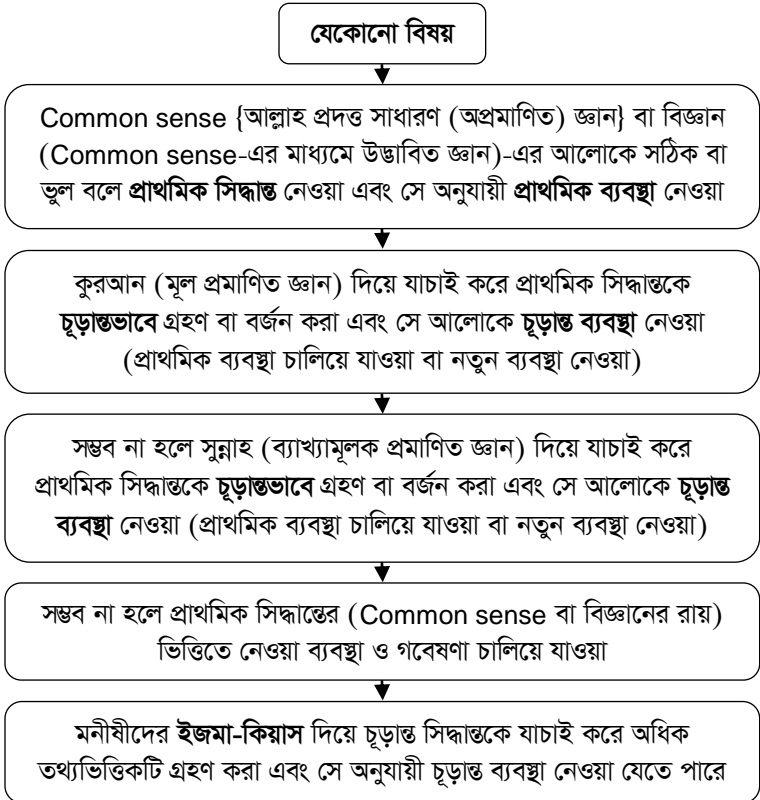 যেকোনো বিষয়
Common sense {আল্লাহ প্রদত্ত সাধারণ (অপ্রমাণিত) জ্ঞান} বা বিজ্ঞান
(Common sense-এর মাধ্যমে উদ্ভাবিত জ্ঞান)-এর আলোকে সঠিক বা
ভুল বলে প্রাথমিক সিদ্ধান্ত নেওয়া এবং সে অনুযায়ী প্রাথমিক ব্যবস্থা নেওয়া
কুরআন (মূল প্রমাণিত জ্ঞান) দিয়ে যাচাই করে প্রাথমিক সিদ্ধান্তকে
চূড়ান্তভাবে গ্রহণ বা বর্জন করা এবং সে আলোকে চূড়ান্ত ব্যবস্থা নেওয়া
(প্রাথমিক ব্যবস্থা চালিয়ে যাওয়া বা নতুন ব্যবস্থা নেওয়া)
সম্ভব না হলে সুন্নাহ (ব্যাখ্যামূলক প্রমাণিত জ্ঞান) দিয়ে যাচাই করে
প্রাথমিক সিদ্ধান্তকে চূড়ান্তভাবে গ্রহণ বা বর্জন করা এবং সে আলোকে চূড়ান্ত
ব্যবস্থা নেওয়া (প্রাথমিক ব্যবস্থা চালিয়ে যাওয়া বা নতুন ব্যবস্থা নেওয়া)
সম্ভব না হলে প্রাথমিক সিদ্ধান্তের (Common sense বা বিজ্ঞানের রায়)
ভিত্তিতে নেওয়া ব্যবস্থা ও গবেষণা চালিয়ে যাওয়া
মনীষীদের ইজমা-কিয়াস দিয়ে চূড়ান্ত সিদ্ধান্তকে যাচাই করে অধিক
তথ্যভিত্তিকটি গ্রহণ করা এবং সে অনুযায়ী চূড়ান্ত ব্যবস্থা নেওয়া যেতে পারে